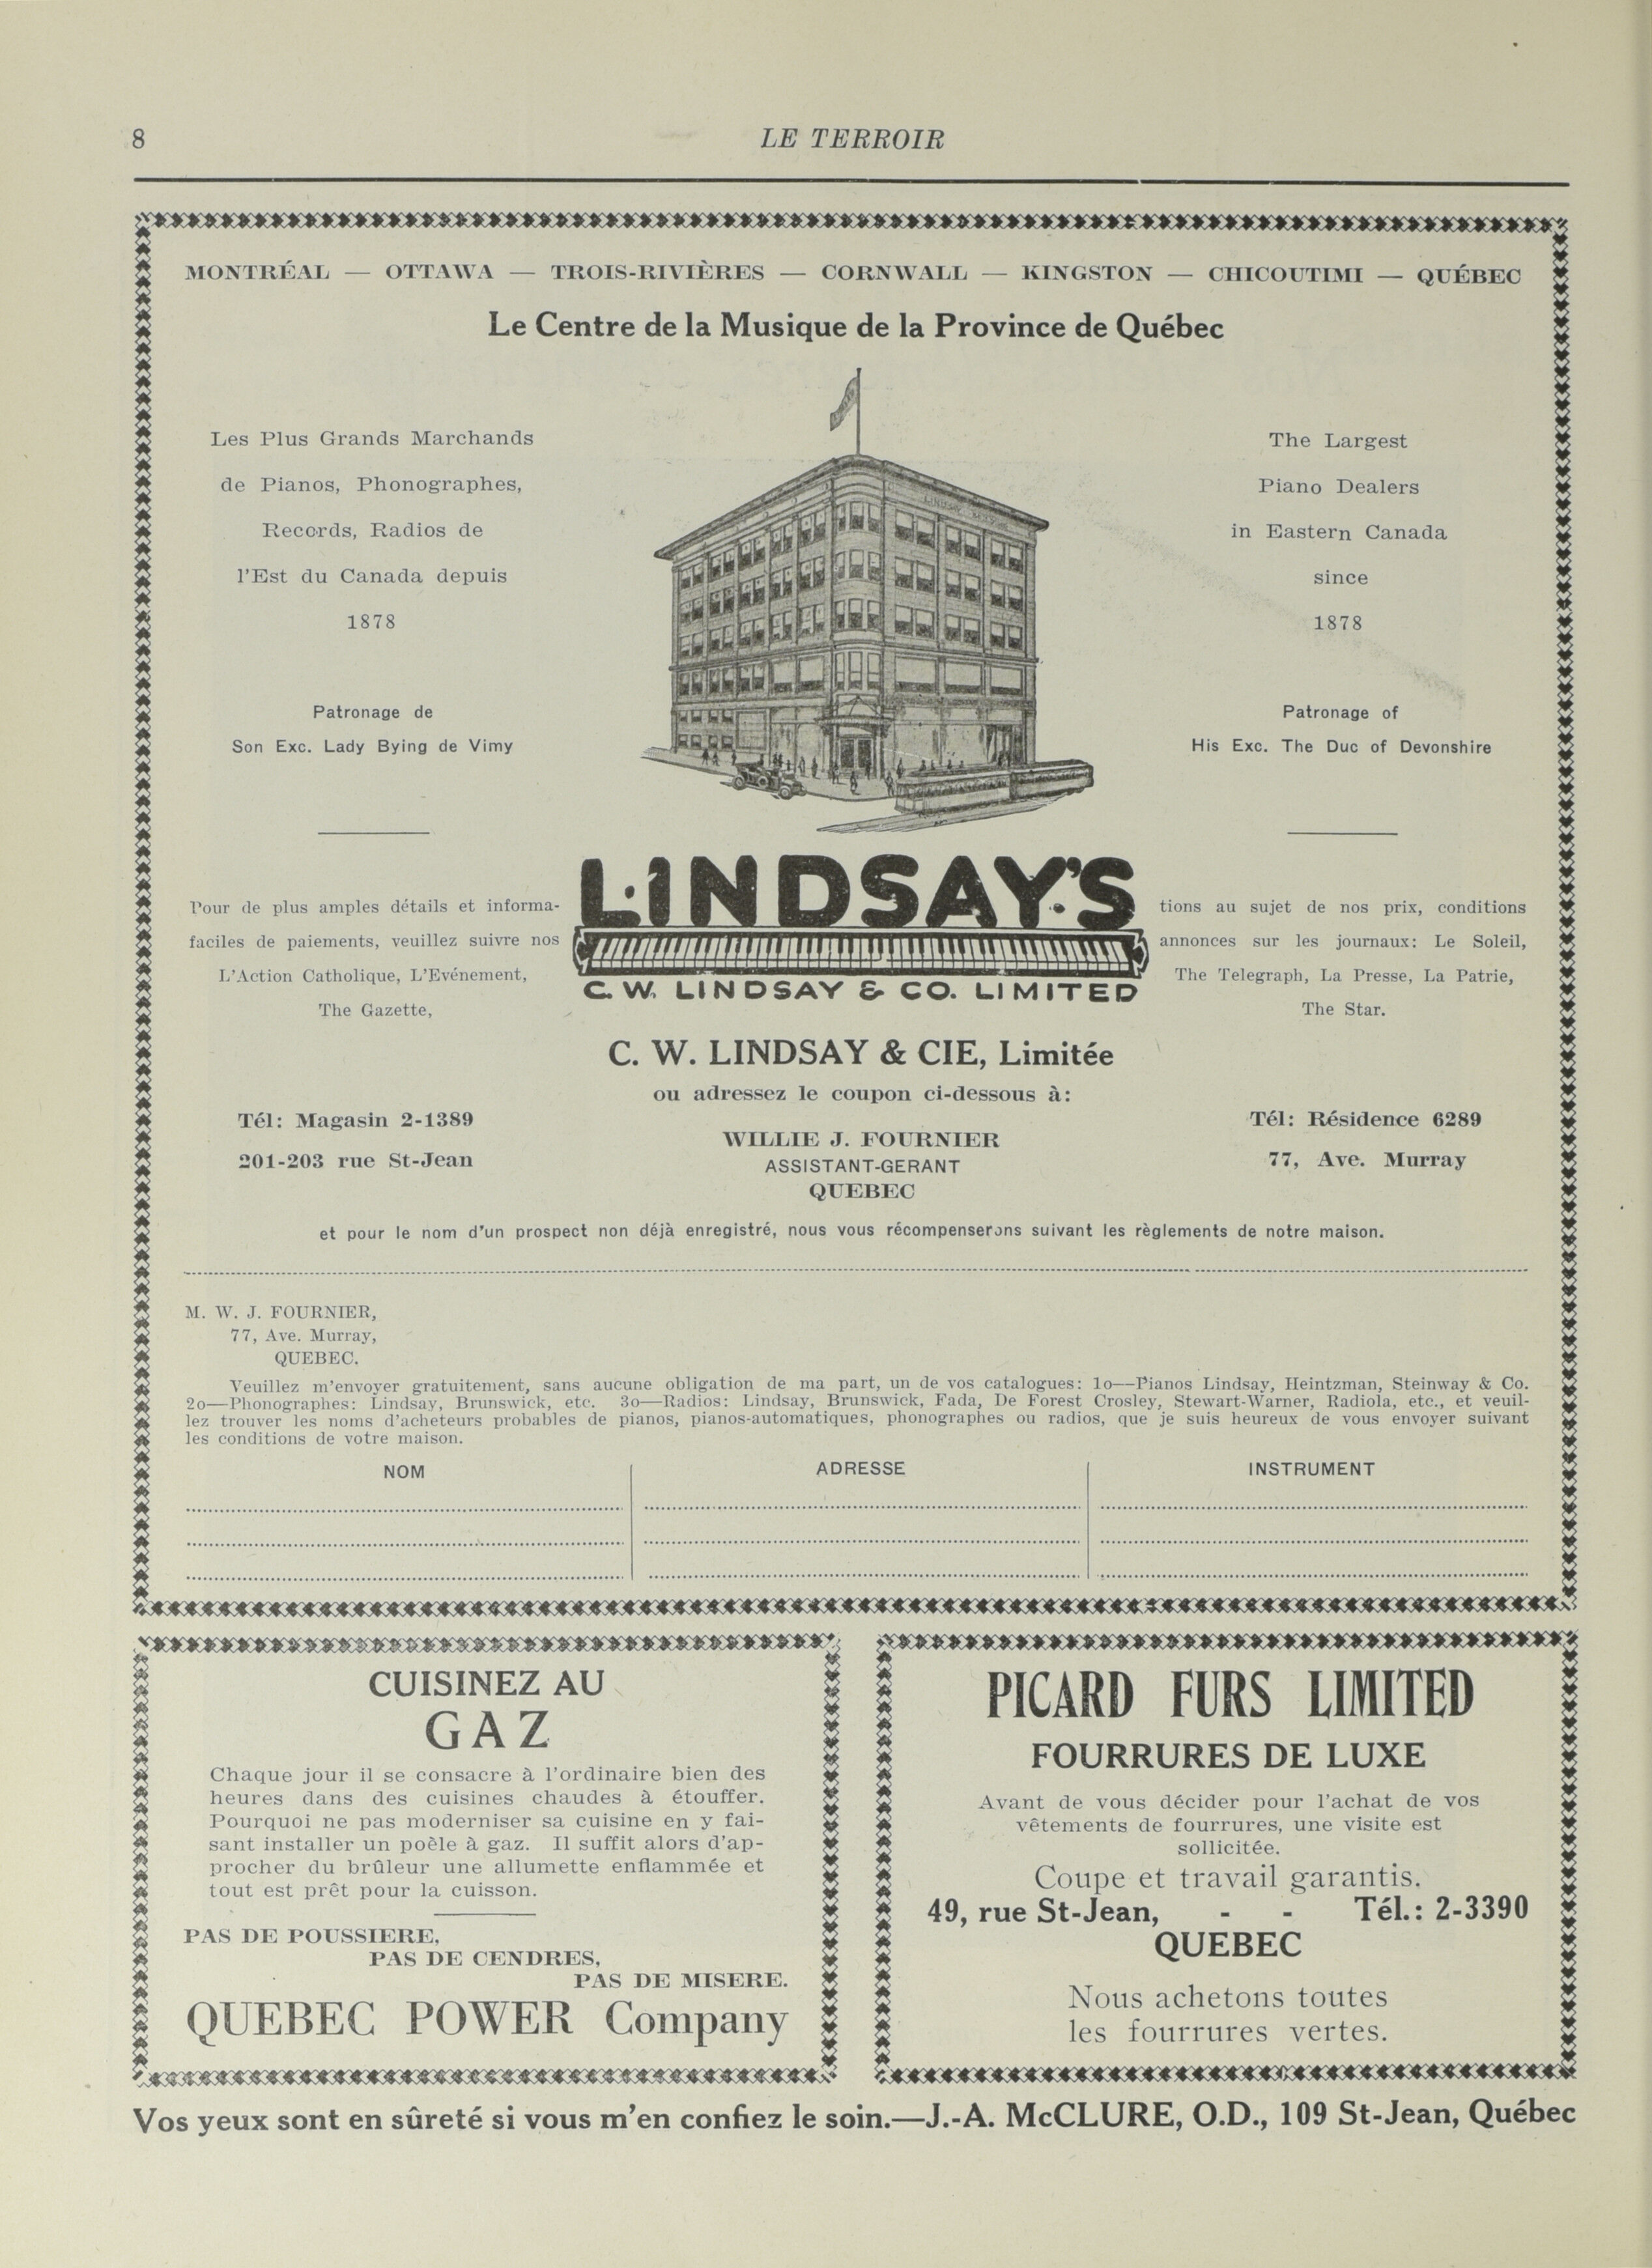 8
LE TERROIR
MONTRÉAL — OTTAWA — TROIS-RIVIÈRES — CORNWALL — KINGSTON — CHICOUTIMI — QUÉBEC
Le Centre de la Musique de la Province de Québec
Les Plus Grands Marchands
de Pianos, Phonographes,
Records, Radios de
l'Est du Canada depuis
1878
Patronage de
Son Exc. Lady Bying de Vimy
The Largest
Piano Dealers
in Eastern Canada
since
1878
Patronage of
His Exc. The Duc of Devonshire
LINDSAY'S
C. W. LINDSAY & CO. LIMITED
Pour de plus amples détails et informa-
faciles de paiements, veuillez suivre nos
L'Action Catholique, L'Evénement,
The Gazette,
tions au sujet de nos prix, conditions
annonces sur les journaux: Le Soleil,
The Telegraph, La Presse, La Patrie,
The Star.
C. W. LINDSAY & CIE, Limitée
ou adressez le coupon ci-dessous à:
Tél: Magasin 2-1389
201-203 rue St-Jean
WILLIE J. FOURNIER
ASSISTANT-GERANT
QUEBEC
Tél: Résidence 6289
77, Ave. Murray
et pour le nom d'un prospect non déjà enregistré, nous vous récompenserons suivant les règlements de notre maison.
M. W. J. FOURNIER,
77, Ave. Murray,
QUEBEC.
Veuillez m'envoyer gratuitement, sans aucune obligation de ma part, un de vos catalogues: 1o—Pianos Lindsay, Heintzman, Steinway & Co.
2o—Phonographes: Lindsay, Brunswick, etc. 3o—Radios: Lindsay, Brunswick, Fada, De Forest Crosley, Stewart-Warner, Radiola, etc., et veuil-
lez trouver les noms d'acheteurs probables de pianos, pianos-automatiques, phonographes ou radios, que je suis heureux de vous envoyer suivant
les conditions de votre maison.
NOM
ADRESSE
INSTRUMENT
CUISINEZ AU
GAZ
Chaque jour il se consacre à l'ordinaire bien des
heures dans des cuisines chaudes à étouffer.
Pourquoi ne pas moderniser sa cuisine en y fai-
sant installer un poèle à gaz. Il suffit alors d'ap-
procher du brûleur une allumette enflammée et
tout est prêt pour la cuisson.
PAS DE POUSSIERE,
PAS DE CENDRES,
PAS DE MISERE.
QUEBEC POWER Company
PICARD FURS LIMITED
FOURRURES DE LUXE
Avant de vous décider pour l'achat de vos
vêtements de fourrures, une visite est
sollicitée.
Coupe et travail garantis.
49, rue St-Jean, - - Tél.: 2-3390
QUEBEC
Nous achetons toutes
les fourrures vertes.
Vos yeux sont en sûreté si vous m'en confiez le soin.—J.-A. McCLURE, O.D., 109 St-Jean, Québec